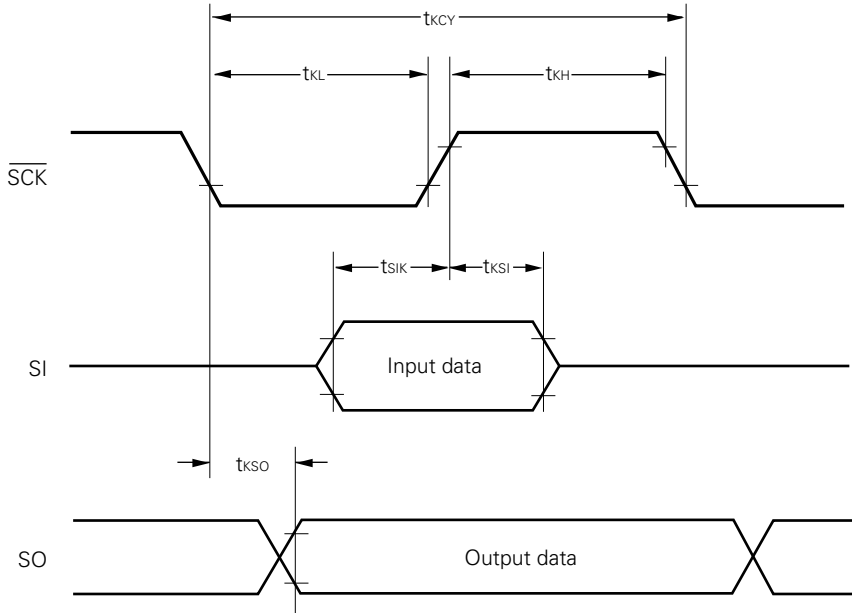 tKCY
tKL
tKH
SCK
tSIK
tKSI
SI
Input data
tKSO
SO
Output data